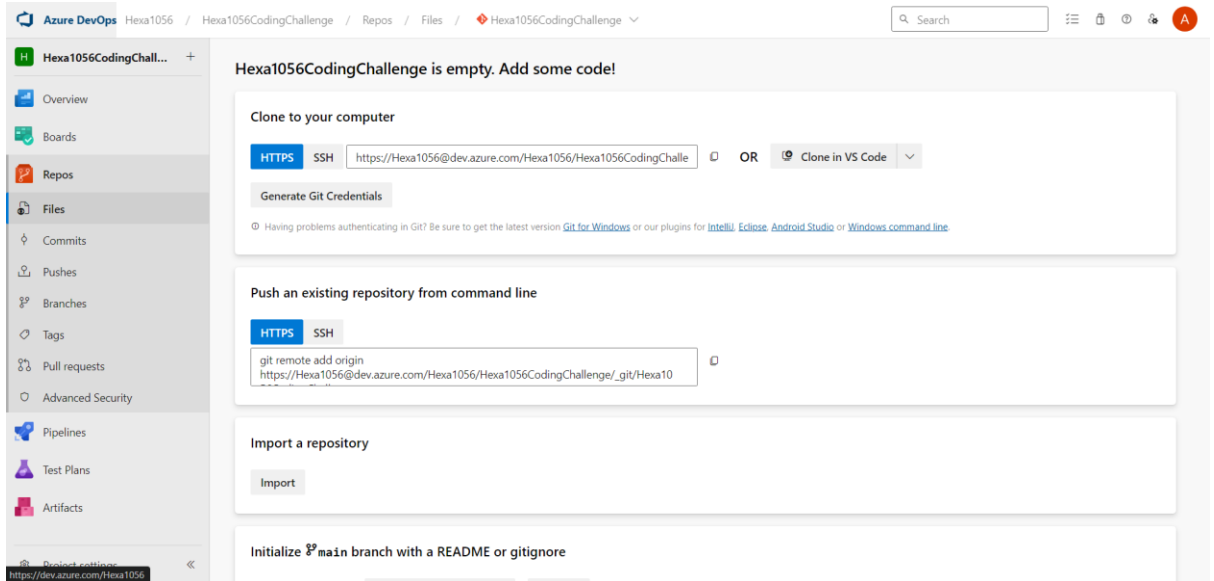 Azure DevOps Hexa1056 / Hexa1056CodingChallenge / Repos / Files / Hexa1056CodingChallenge
Search
A
H Hexa1056CodingChall... +
Overview
Boards
Repos
Files
Commits
Pushes
Branches
Tags
Pull requests
Advanced Security
Pipelines
Test Plans
Artifacts
Project settings
https://dev.azure.com/Hexa1056
Hexa1056CodingChallenge is empty. Add some code!
Clone to your computer
HTTPS SSH https://Hexa1056@dev.azure.com/Hexa1056/Hexa1056CodingChalle OR Clone in VS Code
Generate Git Credentials
Having problems authenticating in Git? Be sure to get the latest version Git for Windows or our plugins for IntelliJ, Eclipse, Android Studio or Windows command line.
Push an existing repository from command line
HTTPS SSH
git remote add origin
https://Hexa1056@dev.azure.com/Hexa1056/Hexa1056CodingChallenge/_git/Hexa10
Import a repository
Import
Initialize main branch with a README or gitignore